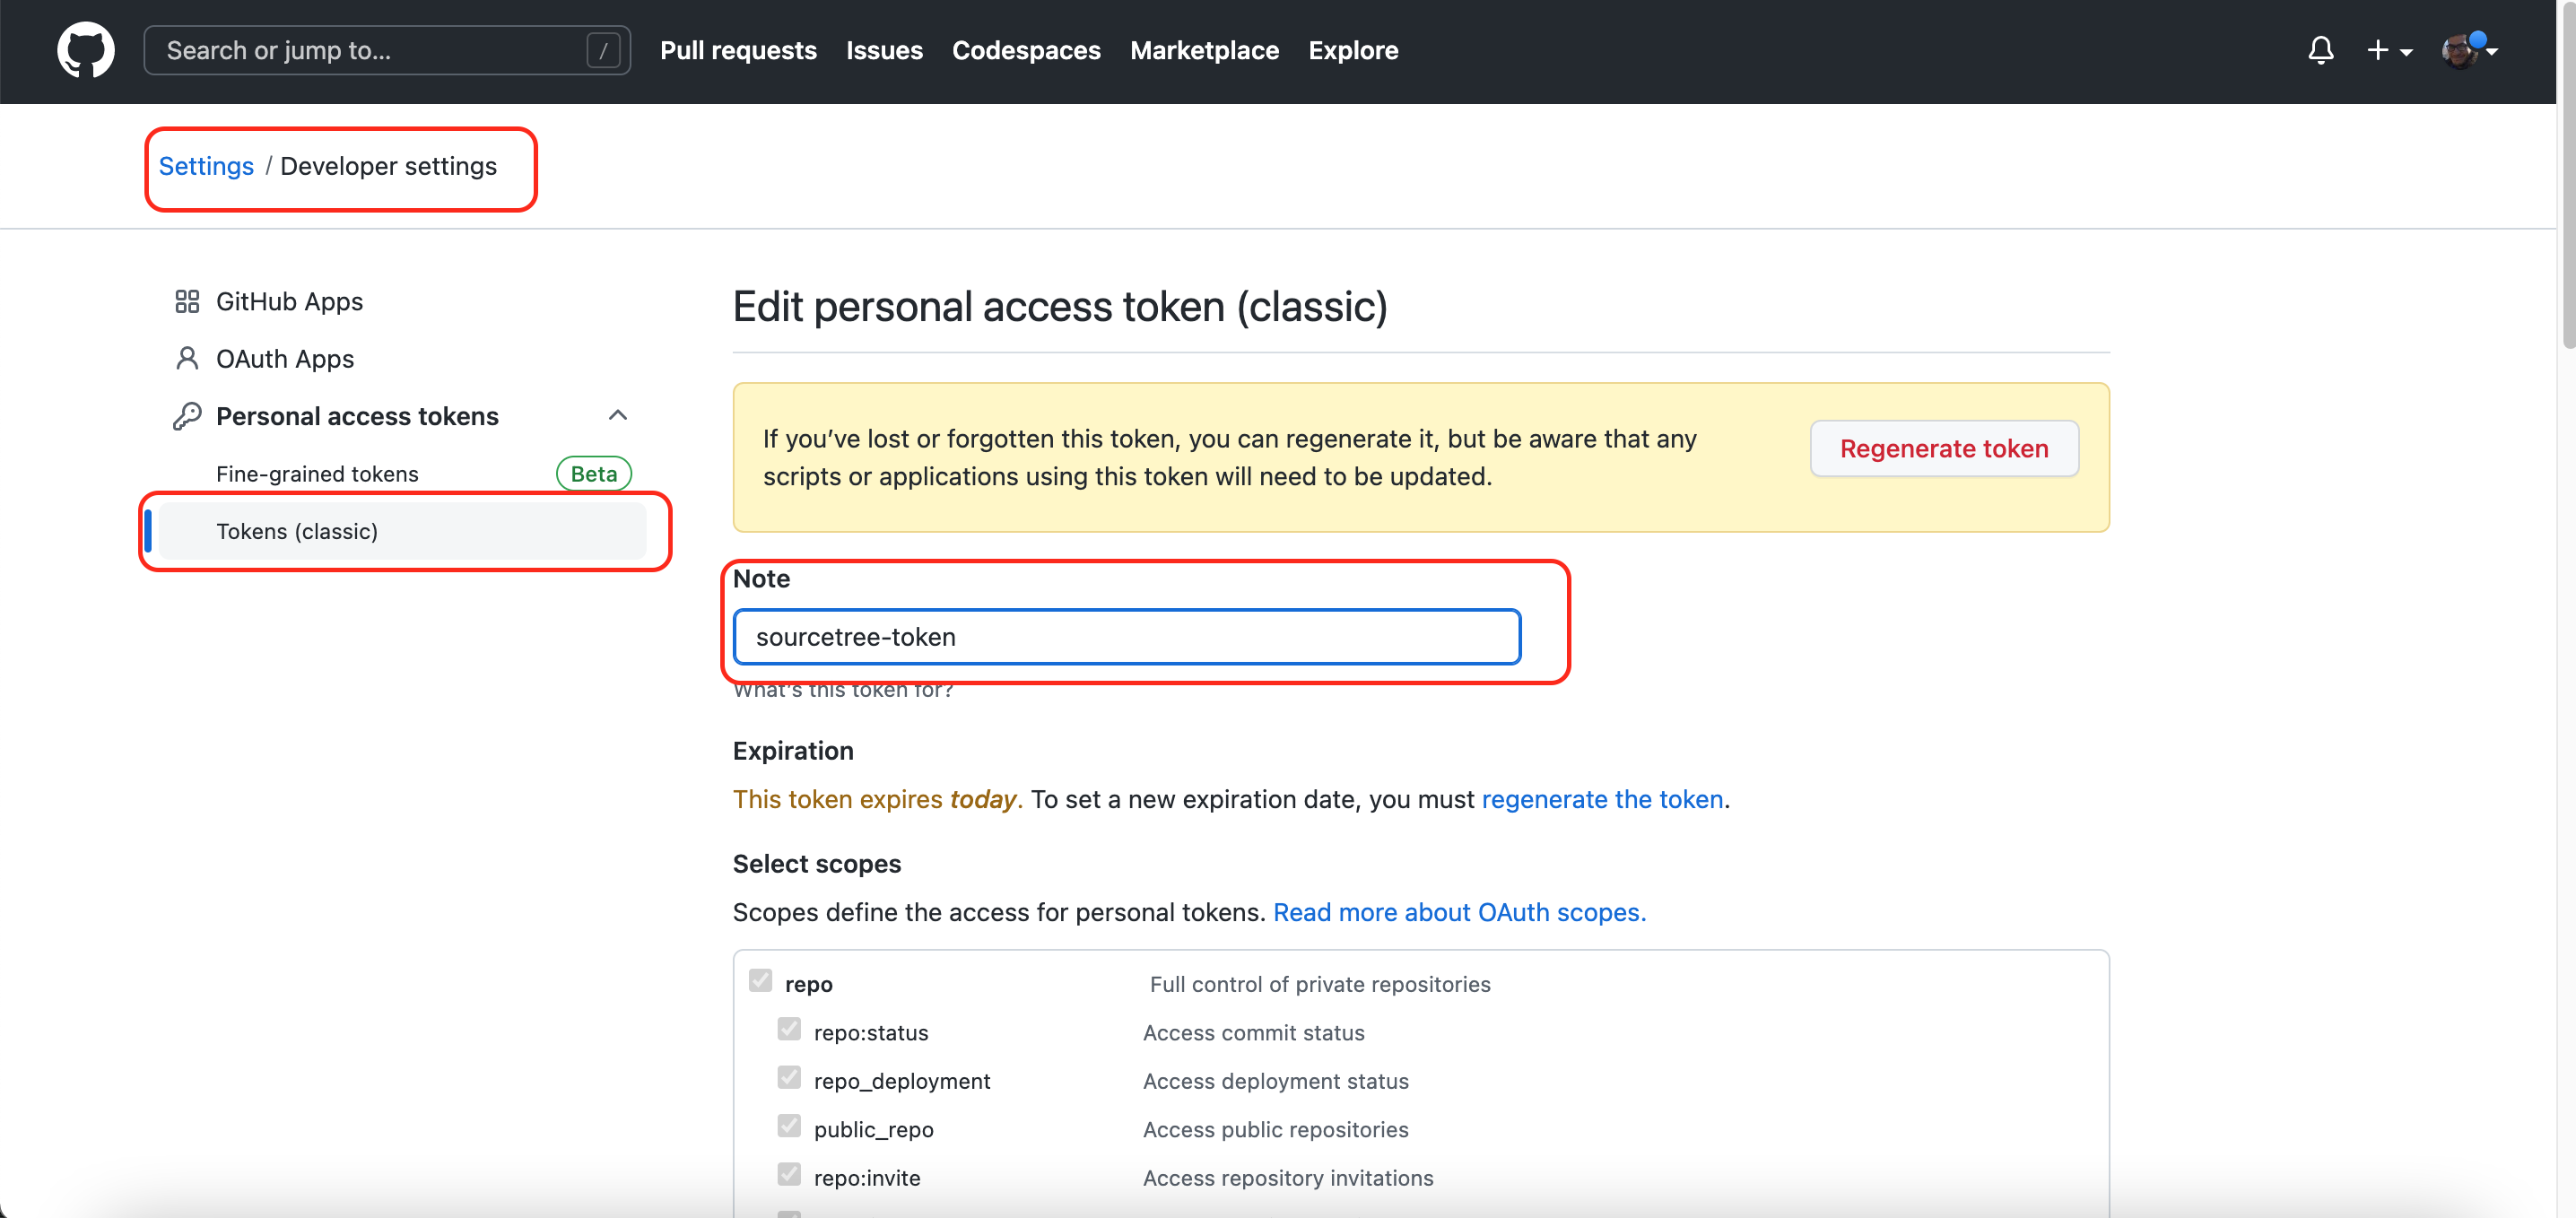 Search or jump to... /
Pull requests Issues Codespaces Marketplace Explore
Settings / Developer settings
GitHub Apps
OAuth Apps
Personal access tokens
Fine-grained tokens Beta
Tokens (classic)
Edit personal access token (classic)
If you’ve lost or forgotten this token, you can regenerate it, but be aware that any
scripts or applications using this token will need to be updated.
Regenerate token
Note
sourcetree-token
What’s this token for?
Expiration
This token expires today. To set a new expiration date, you must regenerate the token.
Select scopes
Scopes define the access for personal tokens. Read more about OAuth scopes.
repo Full control of private repositories
repo:status Access commit status
repo_deployment Access deployment status
public_repo Access public repositories
repo:invite Access repository invitations